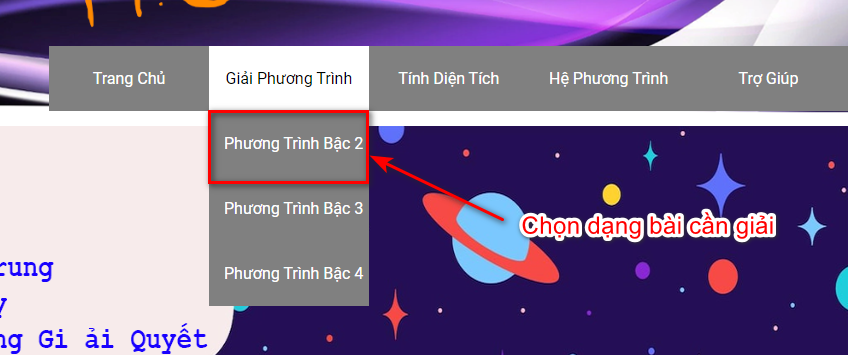 Trang Chủ
Giải Phương Trình
Tính Diện Tích
Hệ Phương Trình
Trợ Giúp
Phương Trình Bậc 2
Phương Trình Bậc 3
Phương Trình Bậc 4
Chọn dạng bài cần giải
rung
y
ng Gi ải Quyết